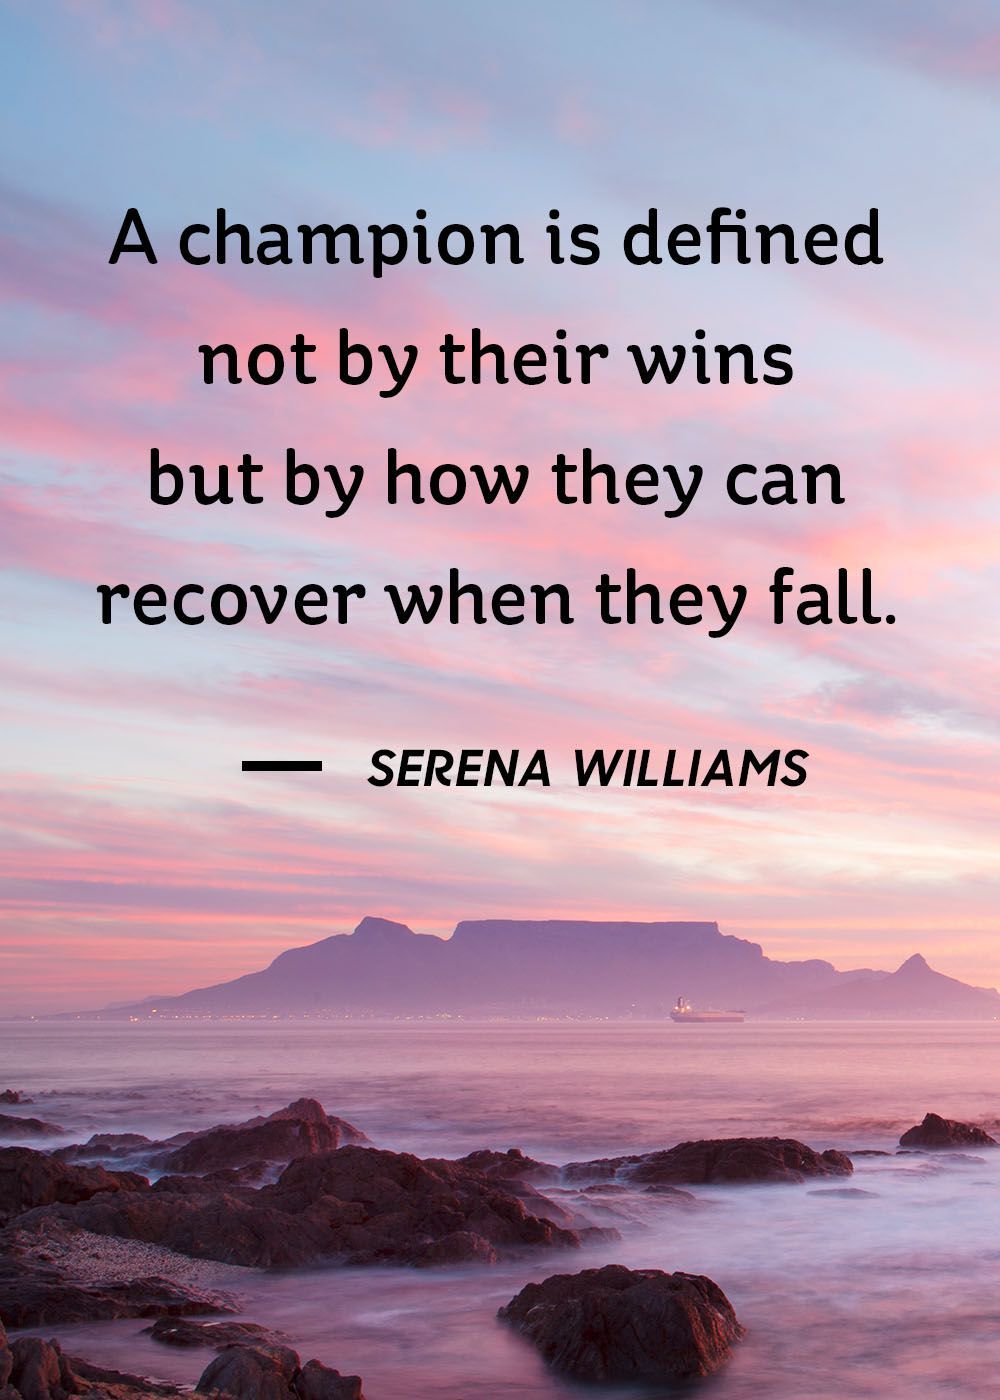 A champion is defined
not by their wins
but by how they can
recover when they fall.
— SERENA WILLIAMS